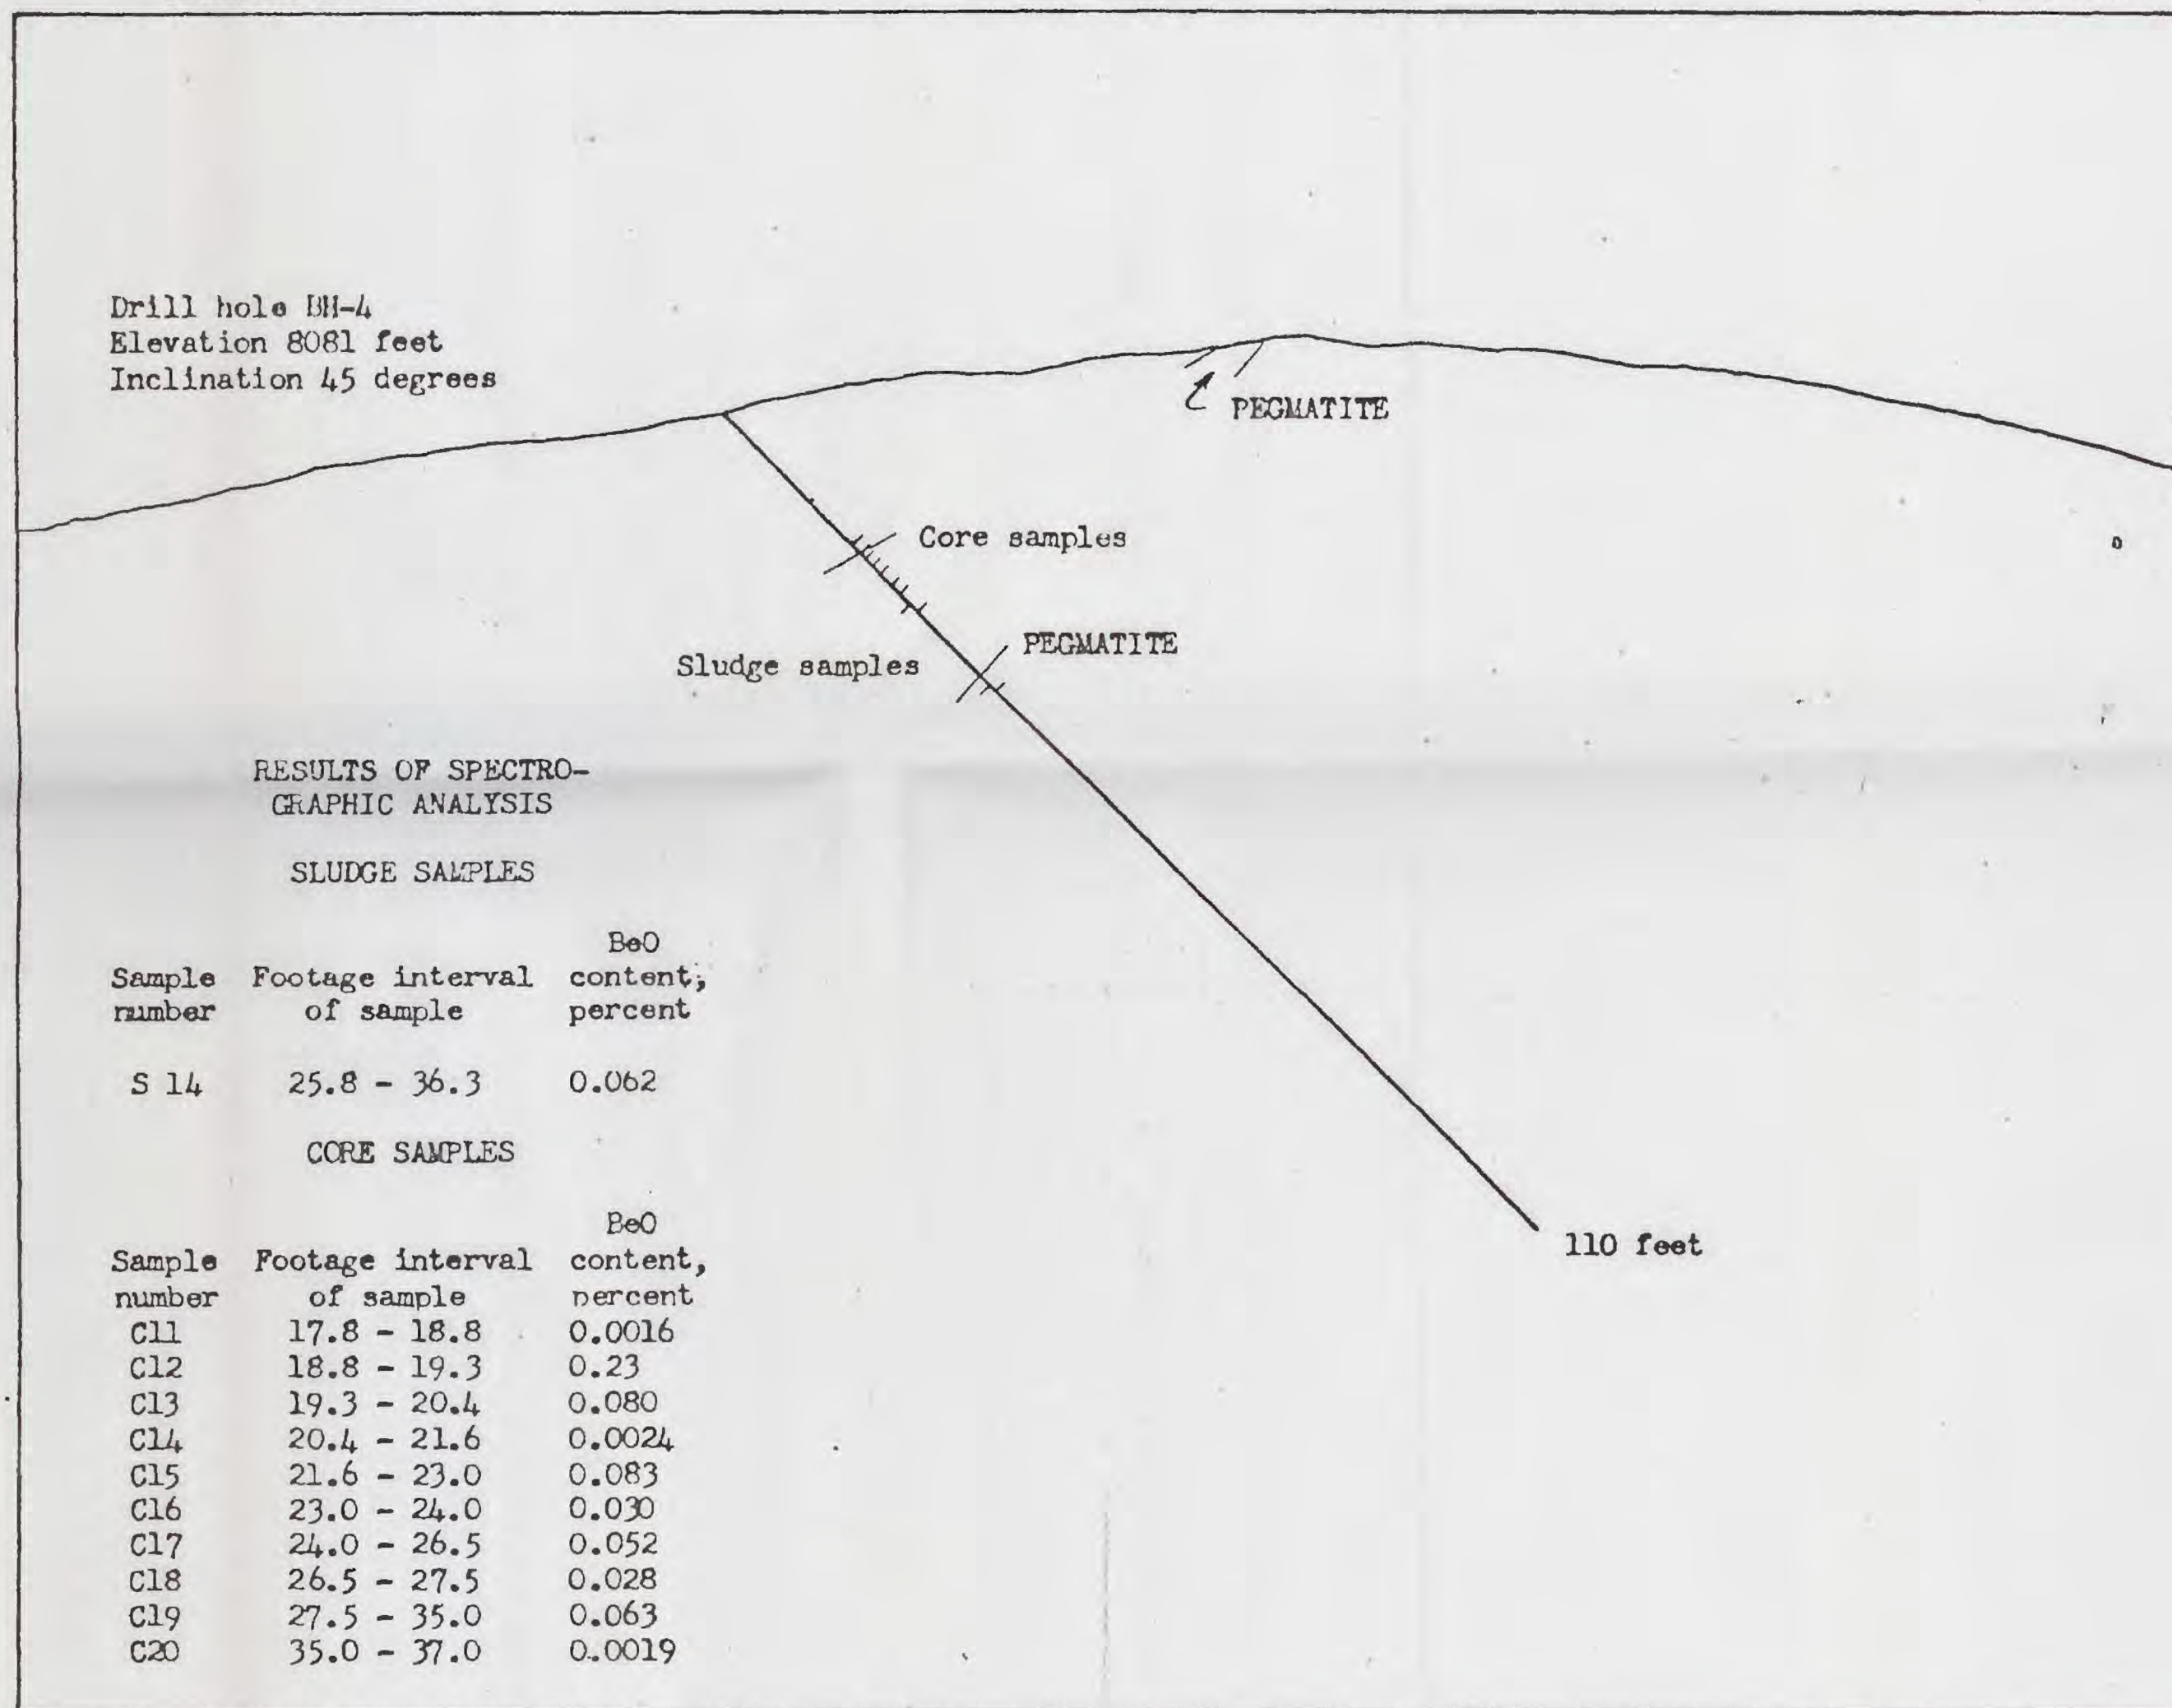 Drill hole BH-4
Elevation 8081 feet
Inclination 45 degrees
PEGMATITE
Core samples
PEGMATITE
Sludge samples
RESULTS OF SPECTRO-
GRAPHIC ANALYSIS
SLUDGE SAMPLES
BeO
Sample Footage interval content,
number of sample percent
S 14 25.8 - 36.3 0.062
CORE SAMPLES
110 feet
BeO
Sample Footage interval content,
number of sample percent
C11 17.8 - 18.8 0.0016
C12 18.8 - 19.3 0.23
C13 19.3 - 20.4 0.080
C14 20.4 - 21.6 0.0024
C15 21.6 - 23.0 0.083
C16 23.0 - 24.0 0.030
C17 24.0 - 26.5 0.052
C18 26.5 - 27.5 0.028
C19 27.5 - 35.0 0.063
C20 35.0 - 37.0 0.0019